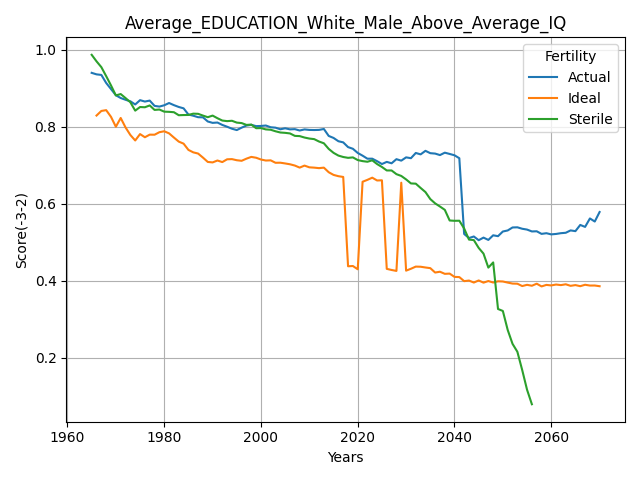 Average_EDUCATION_White_Male_Above_Average_IQ
Fertility
Actual
Ideal
Sterile
Score(-3-2)
1.0
0.8
0.6
0.4
0.2
1960
1980
2000
2020
2040
2060
Years